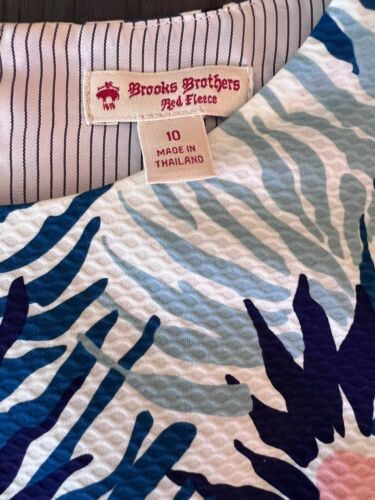 Brooks Brothers
Red Fleece
10
MADE IN
THAILAND